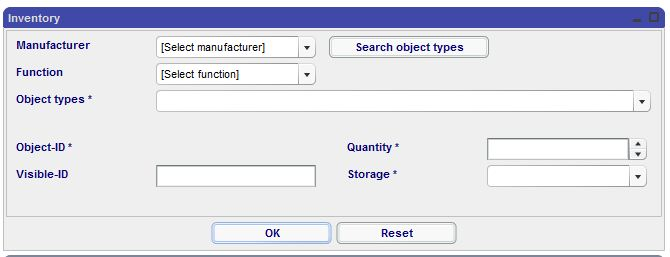 Inventory
Manufacturer [Select manufacturer] Search object types
Function [Select function]
Object types *
Object-ID * Quantity *
Visible-ID Storage *
OK Reset